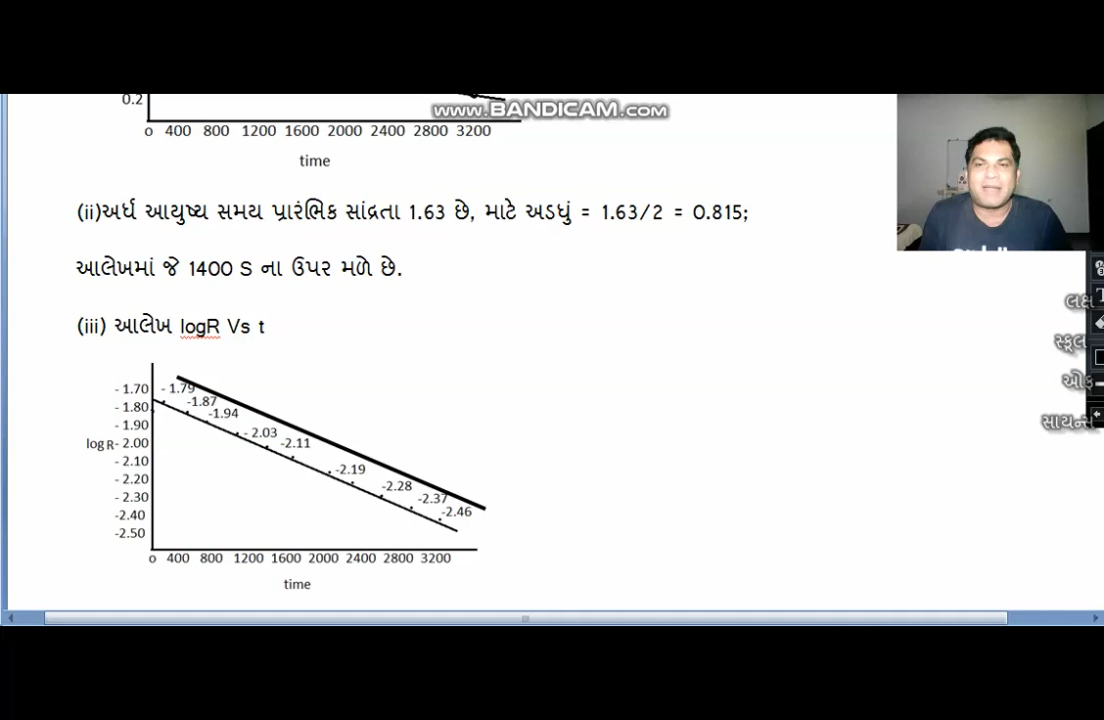 0.2
www.BANDICAM.com
0 400 800 1200 1600 2000 2400 2800 3200
time
(ii)અર્ધ આયુષ્ય સમય પ્રારંભિક સાંદ્રતા 1.63 છે, માટે અડધું = 1.63/2 = 0.815;
આલેખમાં જે 1400 S ના ઉપર મળે છે.
(iii) આલેખ logR Vs t
લક્ષ
સ્કૂલ
ઓફ
સાયન્સ
- 1.70
- 1.80
- 1.90
log R- 2.00
- 2.10
- 2.20
- 2.30
-2.40
-2.50
- 1.79
-1.87
-1.94
- 2.03
-2.11
-2.19
-2.28
-2.37
-2.46
0 400 800 1200 1600 2000 2400 2800 3200
time